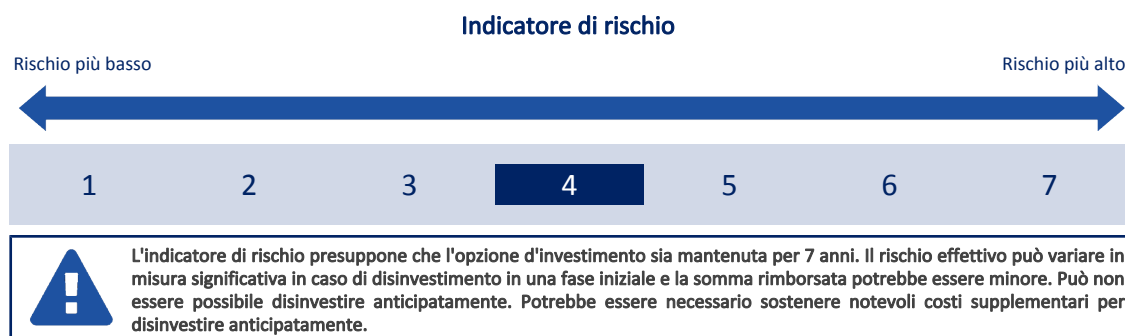 Indicatore di rischio
Rischio più basso
Rischio più alto
1 2 3 4 5 6 7
L'indicatore di rischio presuppone che l'opzione d'investimento sia mantenuta per 7 anni. Il rischio effettivo può variare in
misura significativa in caso di disinvestimento in una fase iniziale e la somma rimborsata potrebbe essere minore. Può non
essere possibile disinvestire anticipatamente. Potrebbe essere necessario sostenere notevoli costi supplementari per
disinvestire anticipatamente.